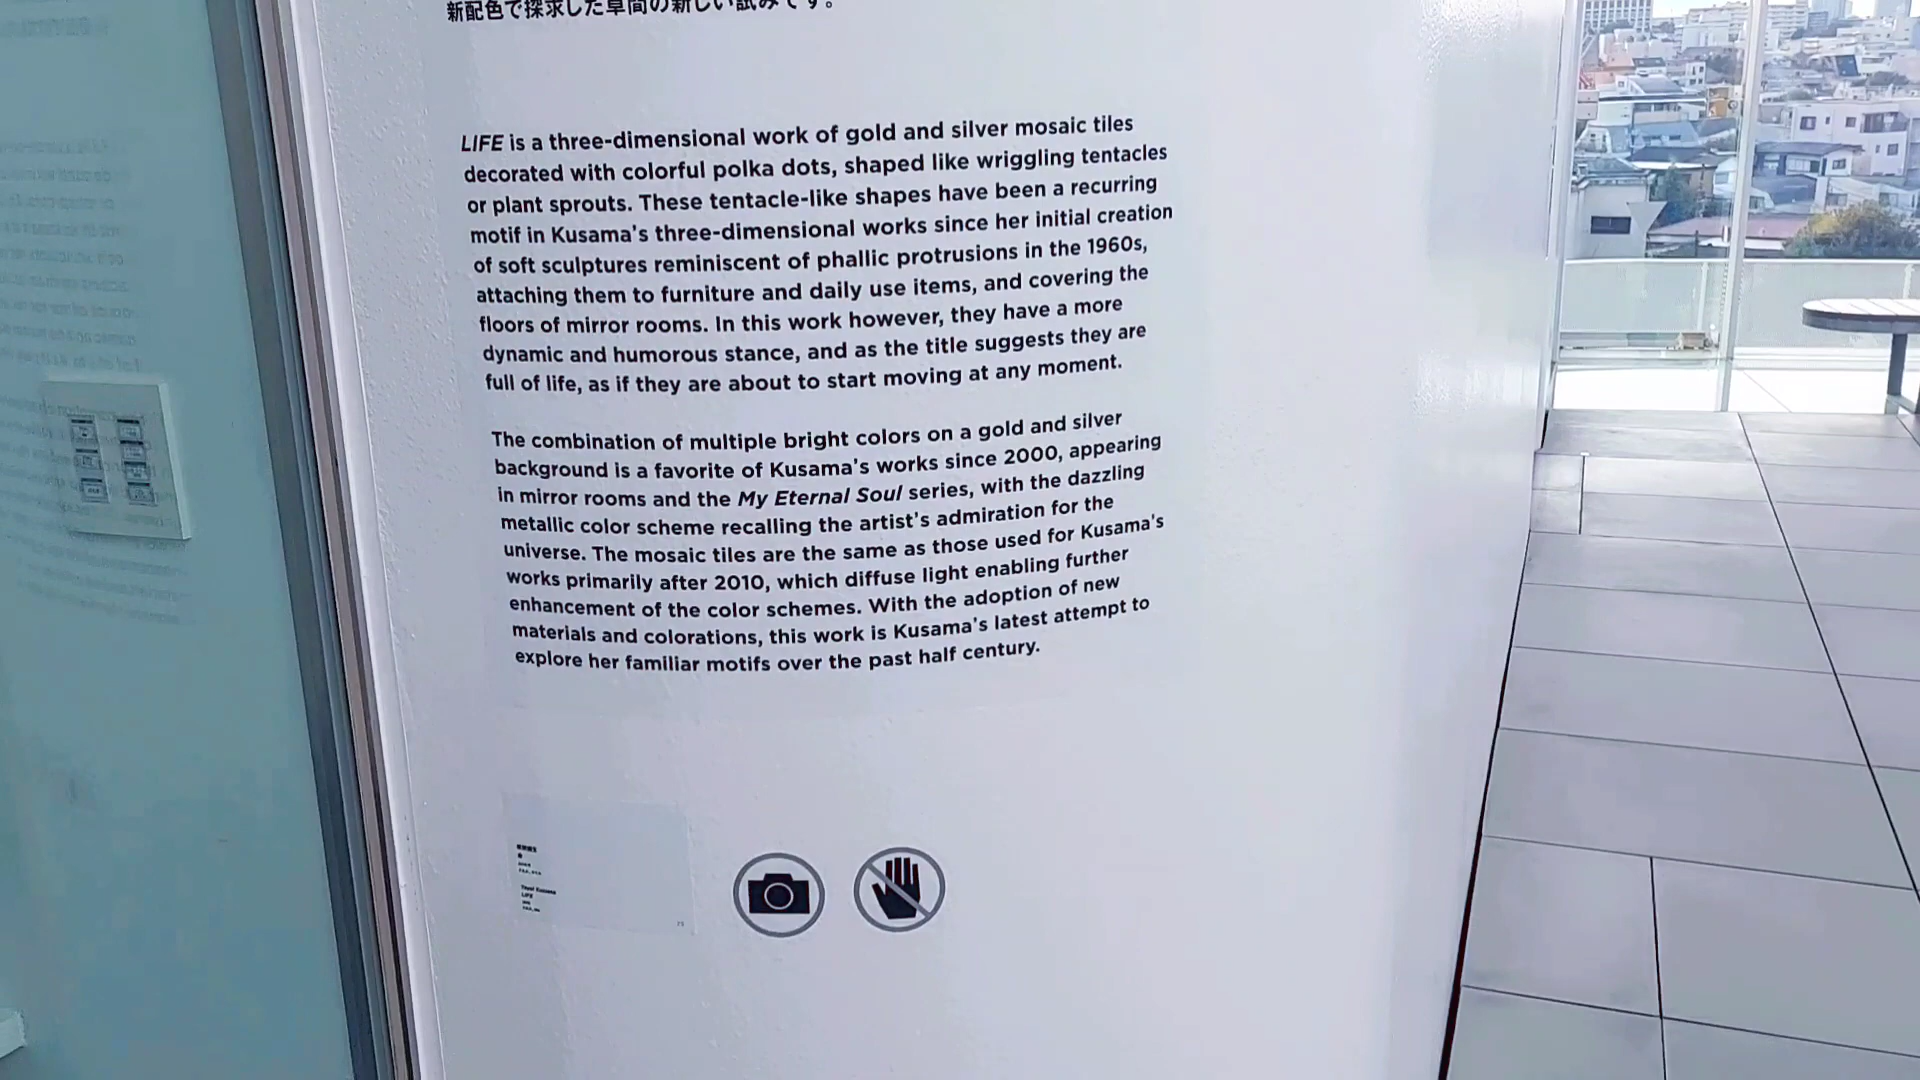 新配色で探求した草間の新しい試みです。
LIFE is a three-dimensional work of gold and silver mosaic tiles
decorated with colorful polka dots, shaped like wriggling tentacles
or plant sprouts. These tentacle-like shapes have been a recurring
motif in Kusama's three-dimensional works since her initial creation
of soft sculptures reminiscent of phallic protrusions in the 1960s,
attaching them to furniture and daily use items, and covering the
floors of mirror rooms. In this work however, they have a more
dynamic and humorous stance, and as the title suggests they are
full of life, as if they are about to start moving at any moment.
The combination of multiple bright colors on a gold and silver
background is a favorite of Kusama's works since 2000, appearing
in mirror rooms and the My Eternal Soul series, with the dazzling
metallic color scheme recalling the artist's admiration for the
universe. The mosaic tiles are the same as those used for Kusama's
works primarily after 2010, which diffuse light enabling further
enhancement of the color schemes. With the adoption of new
materials and colorations, this work is Kusama's latest attempt to
explore her familiar motifs over the past half century.
Yayoi Kusama
LIFE